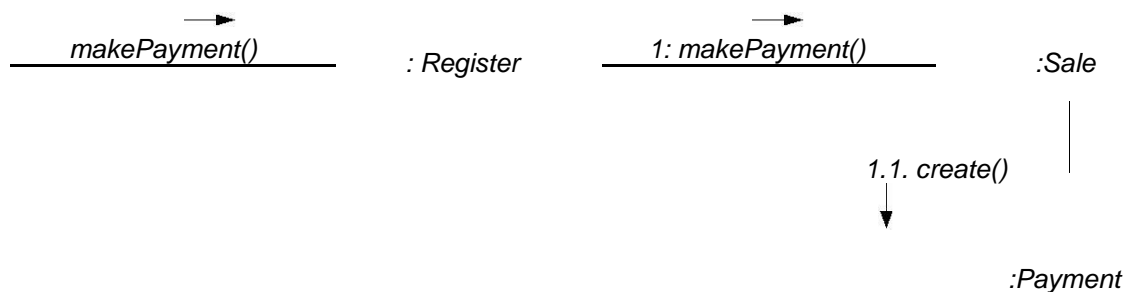 makePayment()
: Register
1: makePayment()
:Sale
1.1. create()
:Payment